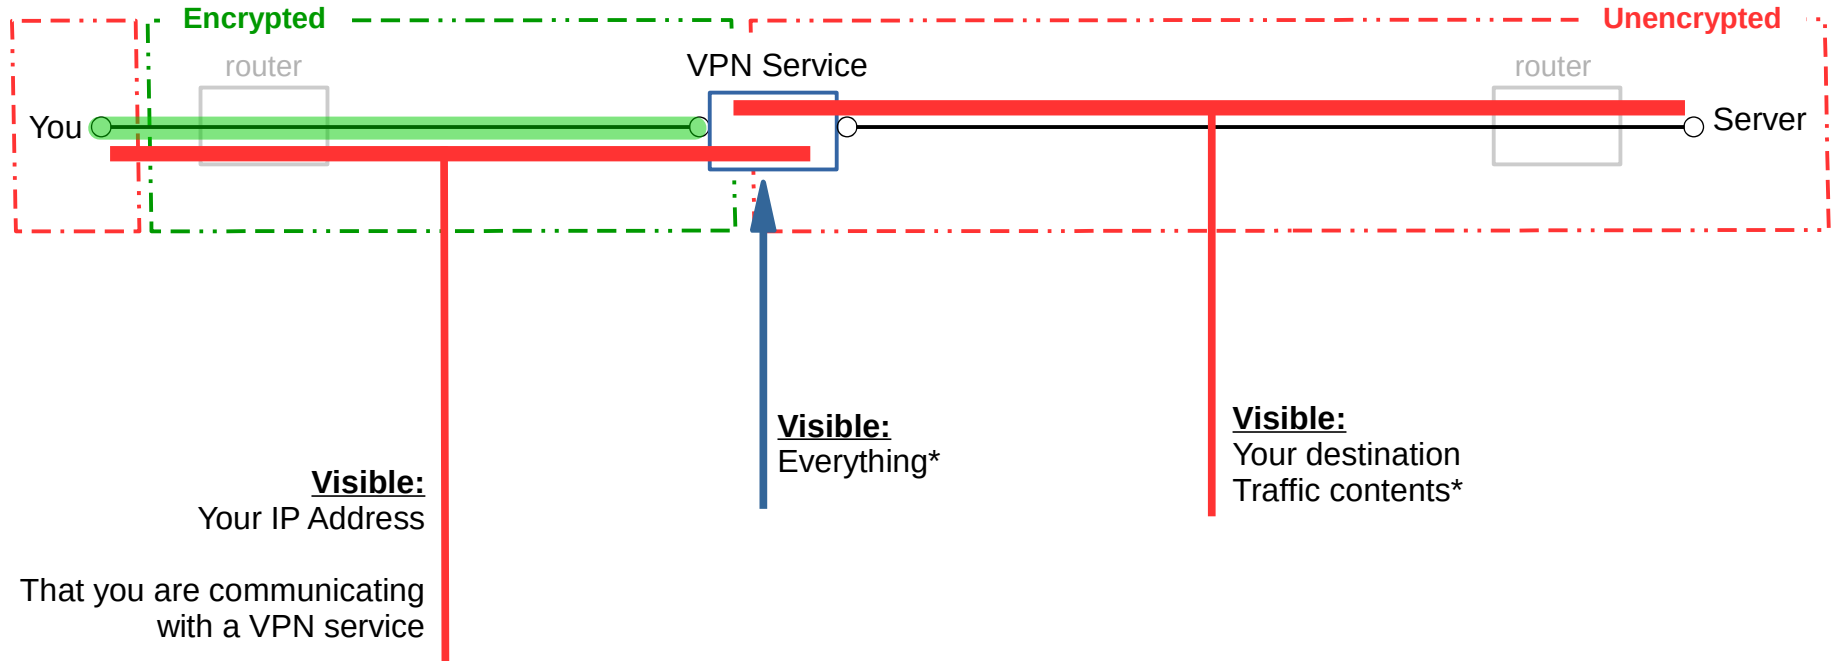 Encrypted
Unencrypted
router
VPN Service
router
You
Server
Visible:
Your IP Address
That you are communicating
with a VPN service
Visible:
Everything*
Visible:
Your destination
Traffic contents*